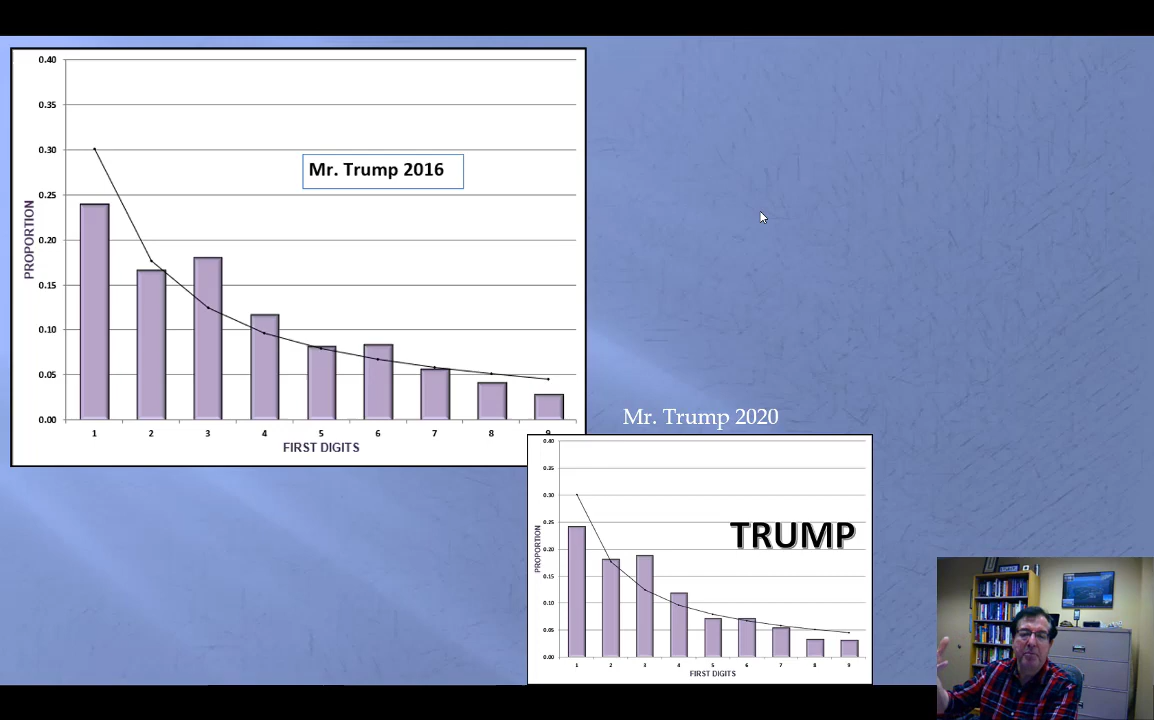 0.40
0.35
0.30
0.25
0.20
0.15
0.10
0.05
0.00
PROPORTION
Mr. Trump 2016
1 2 3 4 5 6 7 8 9
FIRST DIGITS
Mr. Trump 2020
0.40
0.35
0.30
0.25
0.20
0.15
0.10
0.05
0.00
PROPORTION
TRUMP
1 2 3 4 5 6 7 8 9
FIRST DIGITS